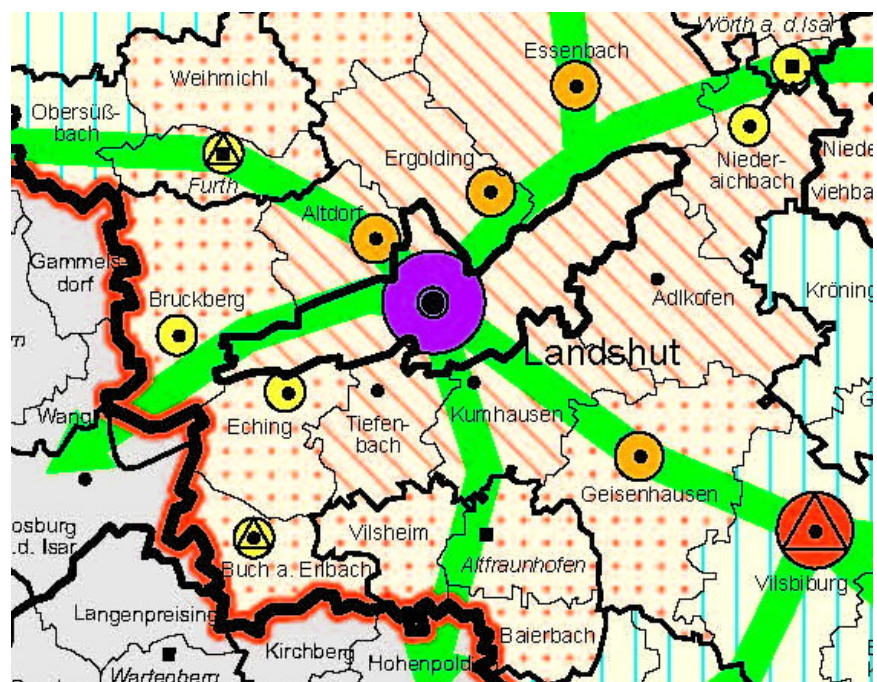 Wörth a. d.Isar
Essenbach
Weihmichl
Obersüß-
bach
Ergolding
Nieder-
aichbach
Niede
viehba
Furth
Altdorf
Gammels
dorf
Bruckberg
Adlkofen
Kröning
Landshut
Wang
Eching
Tiefen-
bach
Kumhausen
G
Geisenhausen
osburg
.d. Isar
Vilsheim
Altfraunhofen
Buch a. Erlbach
Vilsbiburg
Langenpreising
Baierbach
Kirchberg
Hohenpold
Wartenberg